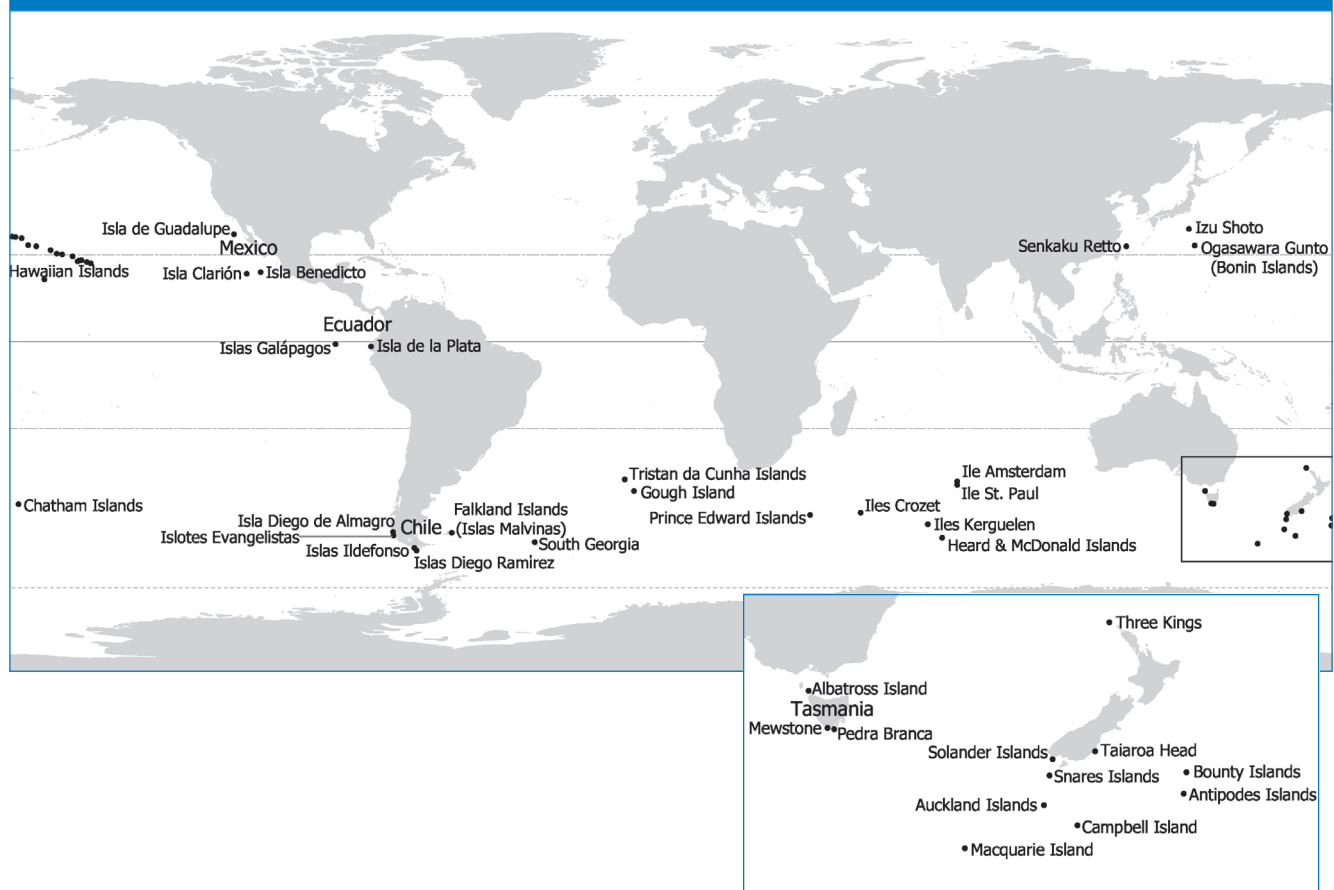 Isla de Guadalupe
Mexico
Hawaiian Islands
Isla Clarión
Isla Benedicto
Izu Shoto
Senkaku Retto
Ogasawara Gunto
(Bonin Islands)
Ecuador
Islas Galápagos
Isla de la Plata
Chatham Islands
Isla Diego de Almagro
Islotes Evangelistas
Chile
Islas Ildefonso
Islas Diego Ramirez
Falkland Islands
(Islas Malvinas)
South Georgia
Tristan da Cunha Islands
Gough Island
Prince Edward Islands
Iles Crozet
Ile Amsterdam
Ile St. Paul
Iles Kerguelen
Heard & McDonald Islands
Three Kings
Albatross Island
Tasmania
Mewstone
Pedra Branca
Solander Islands
Taiaroa Head
Snares Islands
Bounty Islands
Antipodes Islands
Auckland Islands
Campbell Island
Macquarie Island